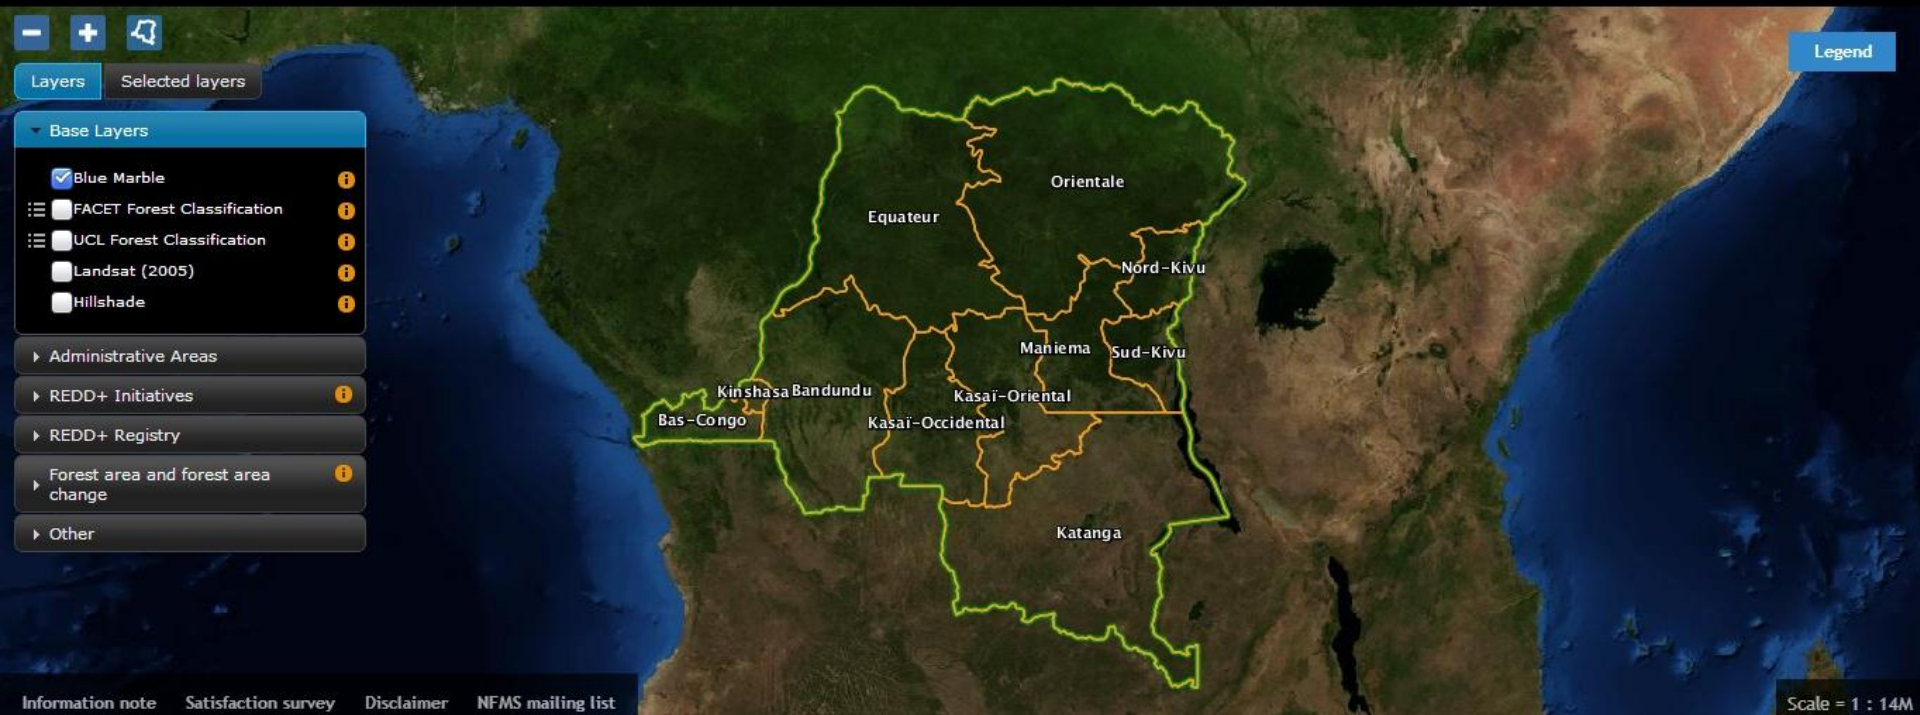 Legend
Layers
Selected layers
Base Layers
Blue Marble
FACET Forest Classification
UCL Forest Classification
Landsat (2005)
Hillshade
Administrative Areas
REDD+ Initiatives
REDD+ Registry
Forest area and forest area
change
Other
Orientale
Equateur
Nord-Kivu
Maniema
Sud-Kivu
Kinshasa
Bandundu
Kasaï-Oriental
Bas-Congo
Kasaï-Occidental
Katanga
Information note
Satisfaction survey
Disclaimer
NFMS mailing list
Scale = 1 : 14M